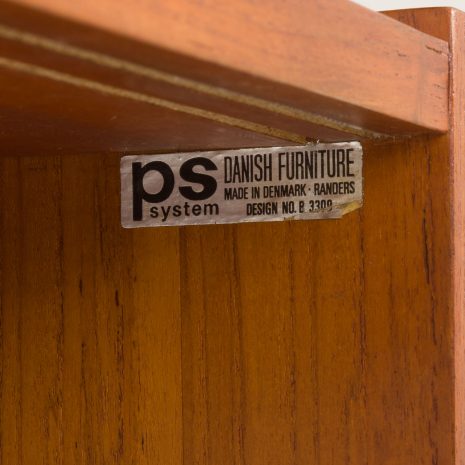 ps
system
DANISH FURNITURE
MADE IN DENMARK · RANDERS
DESIGN NO. B 3309